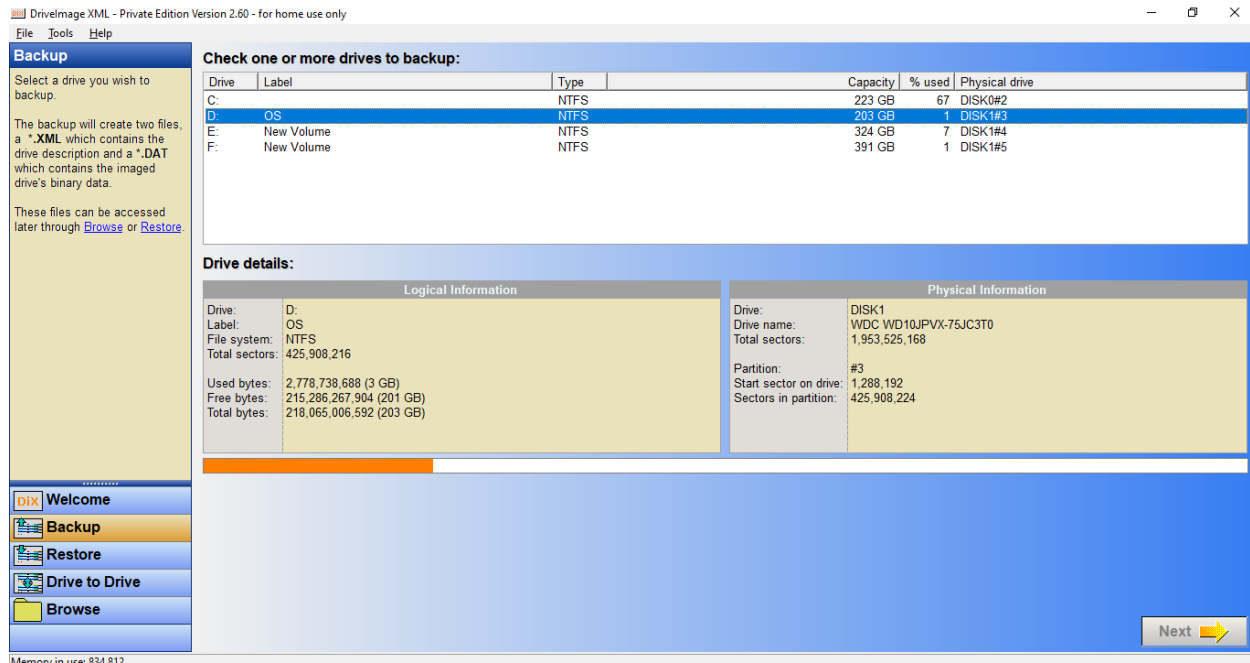 DriveImage XML - Private Edition Version 2.60 - for home use only
File Tools Help
Backup
Select a drive you wish to
backup.
The backup will create two files,
a *.XML which contains the
drive description and a *.DAT
which contains the imaged
drive's binary data.
These files can be accessed
later through Browse or Restore.
Check one or more drives to backup:
Drive Label Type Capacity % used Physical drive
C: NTFS 223 GB 67 DISK0#2
D: OS NTFS 203 GB 1 DISK1#3
E: New Volume NTFS 324 GB 7 DISK1#4
F: New Volume NTFS 391 GB 1 DISK1#5
Drive details:
Logical Information
Drive: D:
Label: OS
File system: NTFS
Total sectors: 425,908,216
Used bytes: 2,778,738,688 (3 GB)
Free bytes: 215,286,267,904 (201 GB)
Total bytes: 218,065,006,592 (203 GB)
Physical Information
Drive: DISK1
Drive name: WDC WD10JPVX-75JC3T0
Total sectors: 1,953,525,168
Partition: #3
Start sector on drive: 1,288,192
Sectors in partition: 425,908,224
DiX Welcome
Backup
Restore
Drive to Drive
Browse
Next
Memory in use: 834,812